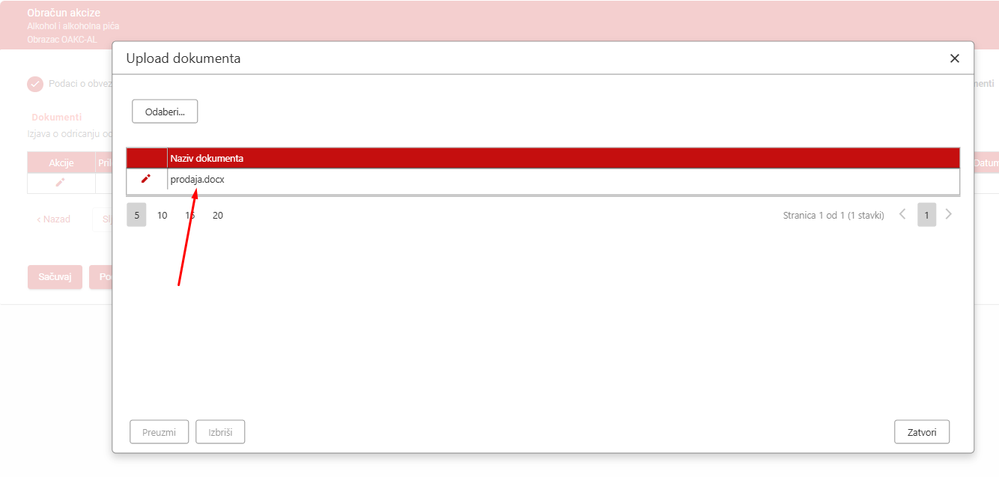 Obračun akcize
Alkohol i alkoholna pića
Obrazac OAKC-AL
Upload dokumenta
Podaci o obvez
menti
Odaberi...
Dokumenti
Izjava o odricanju od
Akcije Pril
Datum
Naziv dokumenta
prodaja.docx
5 10 15 20
Stranica 1 od 1 (1 stavki) 1
Nazad Slj
Sačuvaj Pod
Preuzmi Izbriši Zatvori